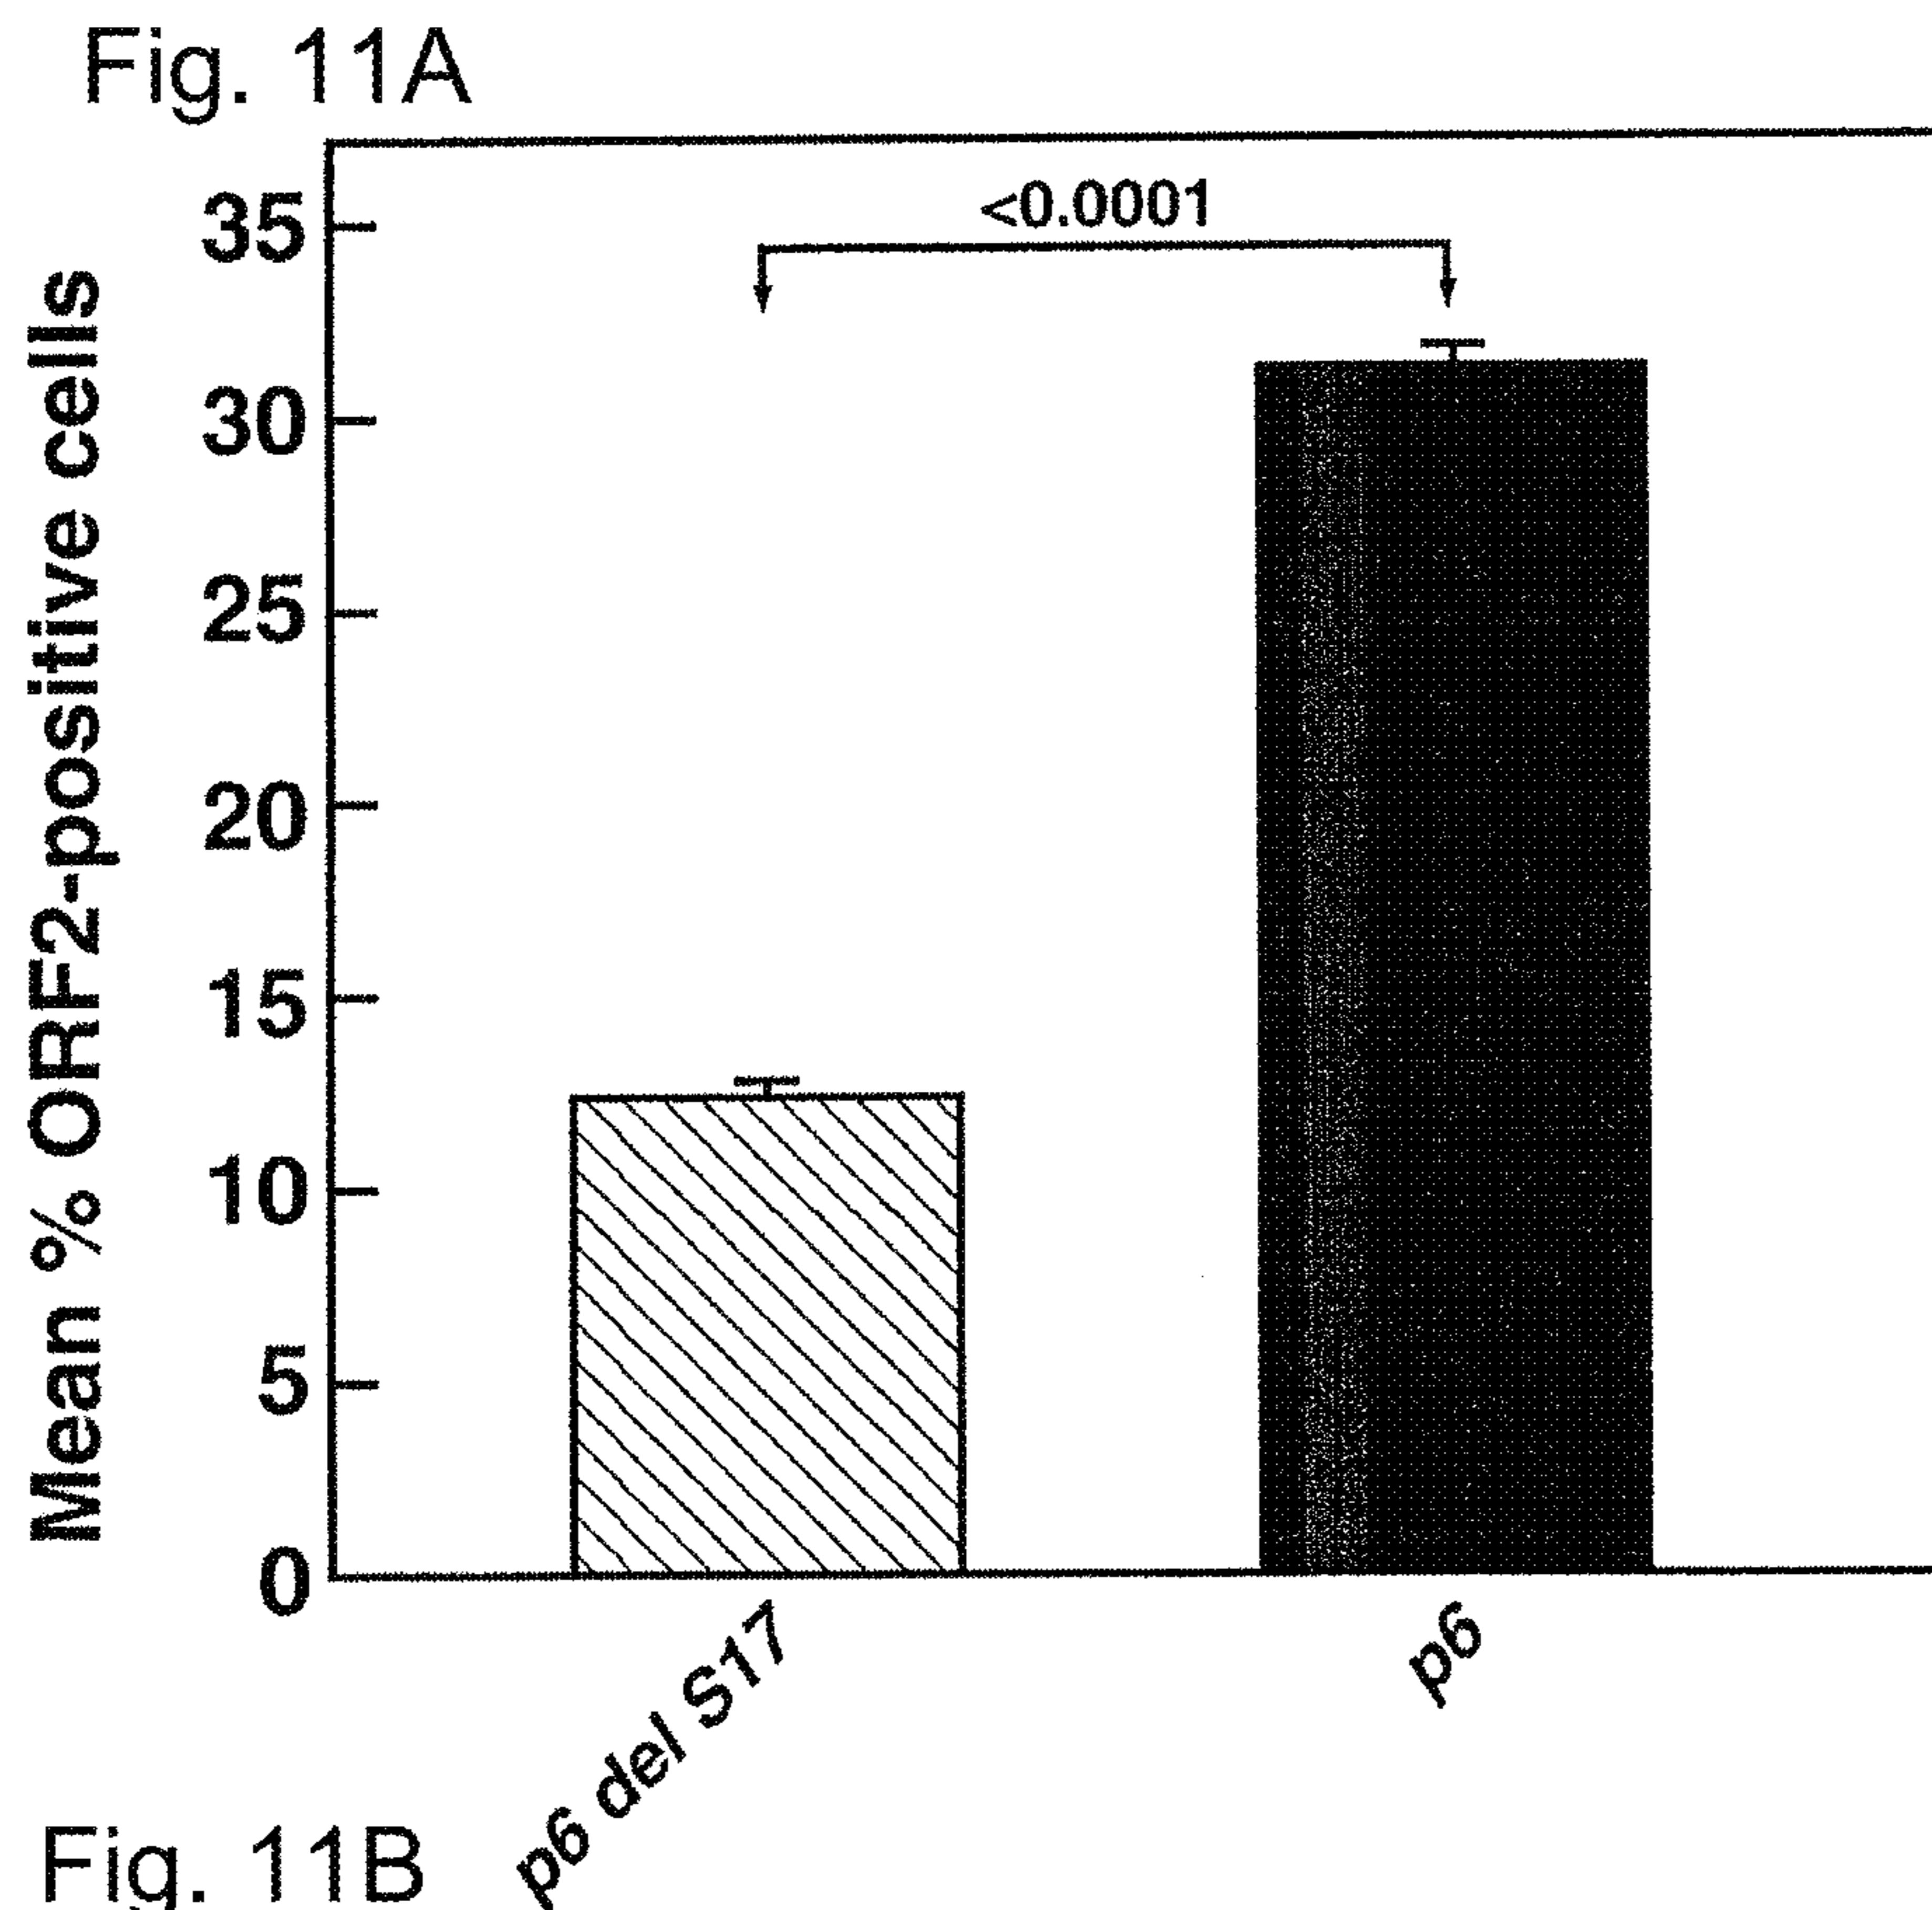 Fig. 11A
<0.0001
35
30
25
20
15
10
5
0
Mean % ORF2-positive cells
p6 del S17
p6
Fig. 11B